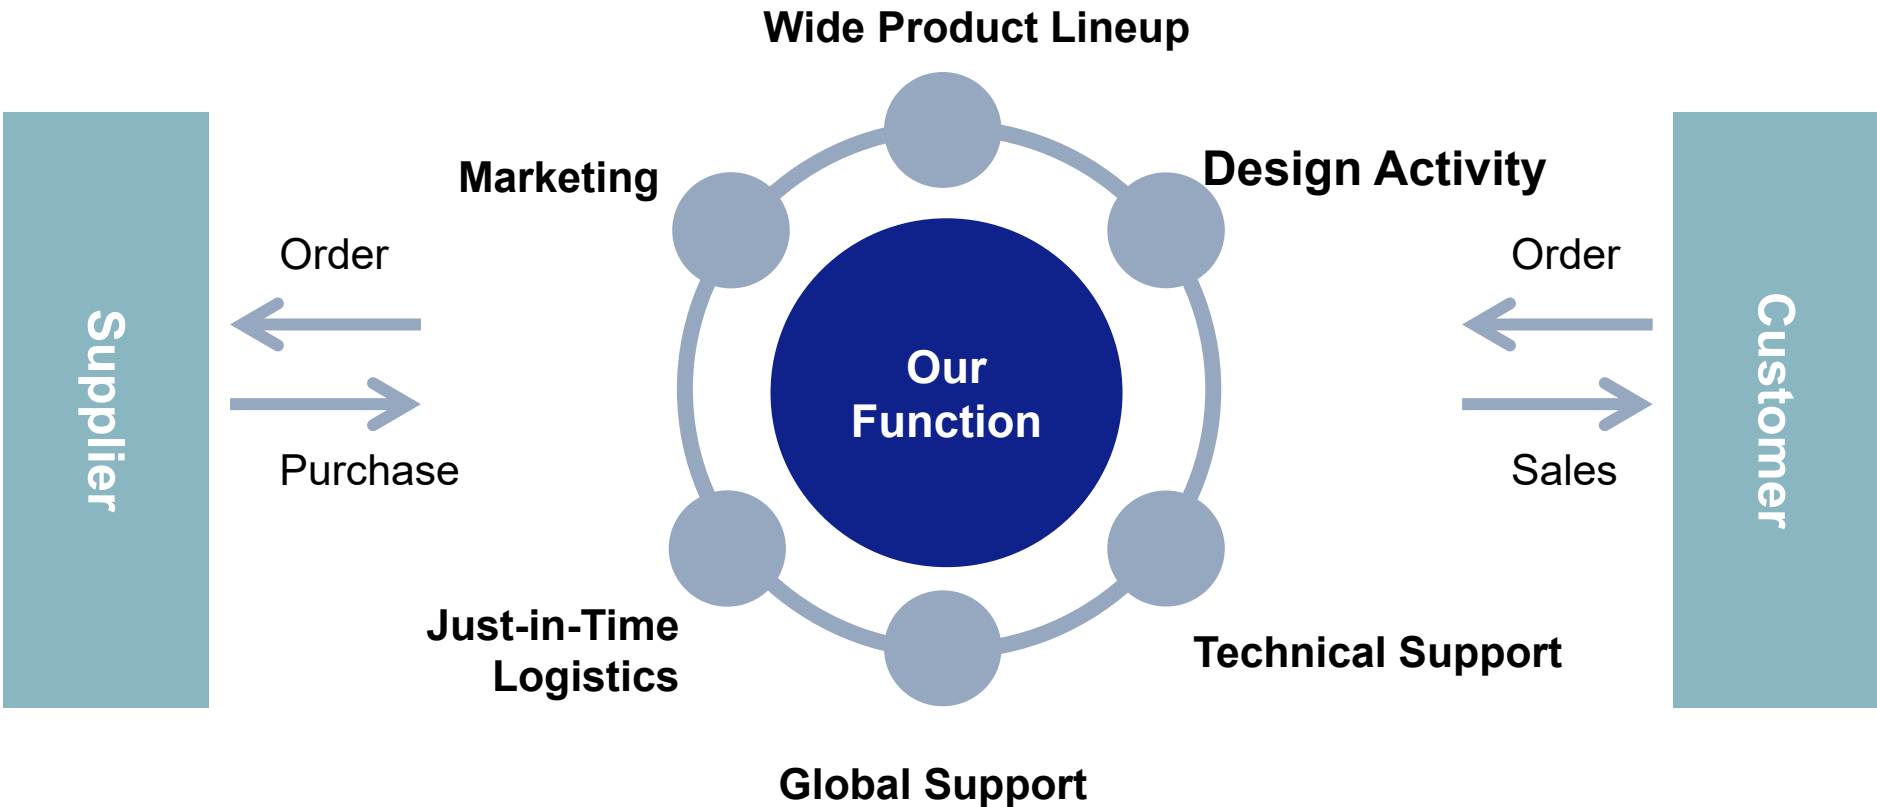 Wide Product Lineup
Marketing
Design Activity
Order
Order
Supplier
Our
Function
Customer
Purchase
Sales
Just-in-Time
Logistics
Technical Support
Global Support